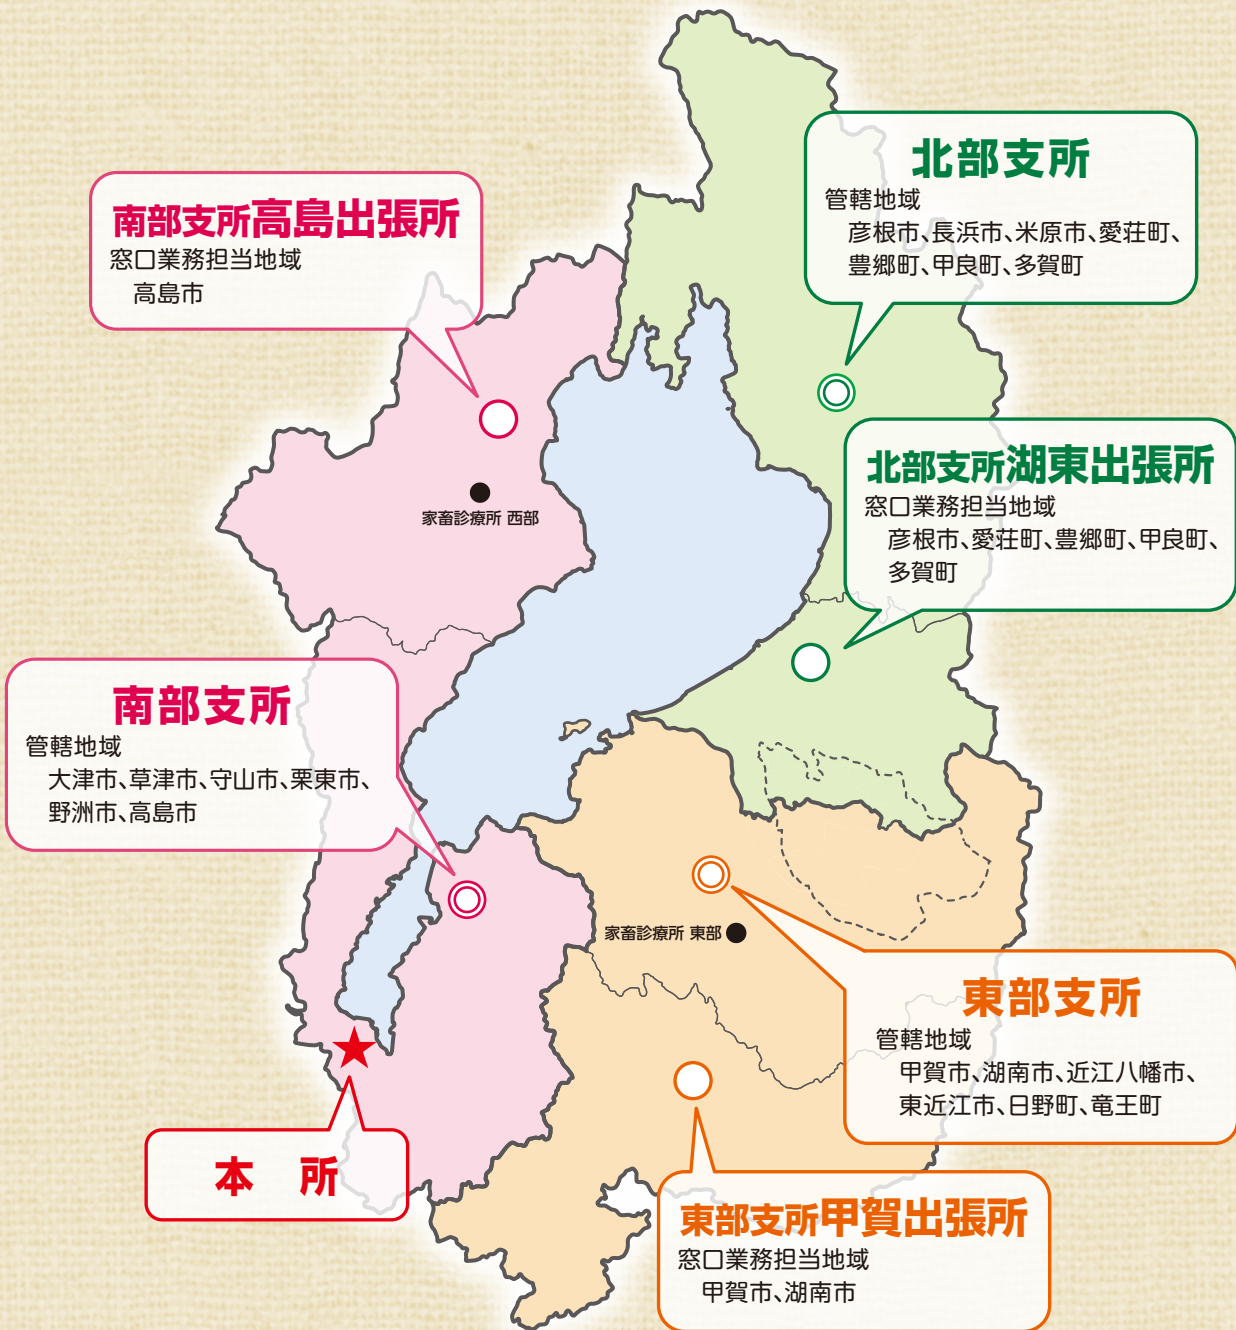 北部支所
管轄地域
彦根市、長浜市、米原市、愛荘町、
豊郷町、甲良町、多賀町
南部支所高島出張所
窓口業務担当地域
高島市
北部支所湖東出張所
窓口業務担当地域
彦根市、愛荘町、豊郷町、甲良町、
多賀町
家畜診療所 西部
南部支所
管轄地域
大津市、草津市、守山市、栗東市、
野洲市、高島市
家畜診療所 東部
東部支所
管轄地域
甲賀市、湖南市、近江八幡市、
東近江市、日野町、竜王町
本　所
東部支所甲賀出張所
窓口業務担当地域
甲賀市、湖南市